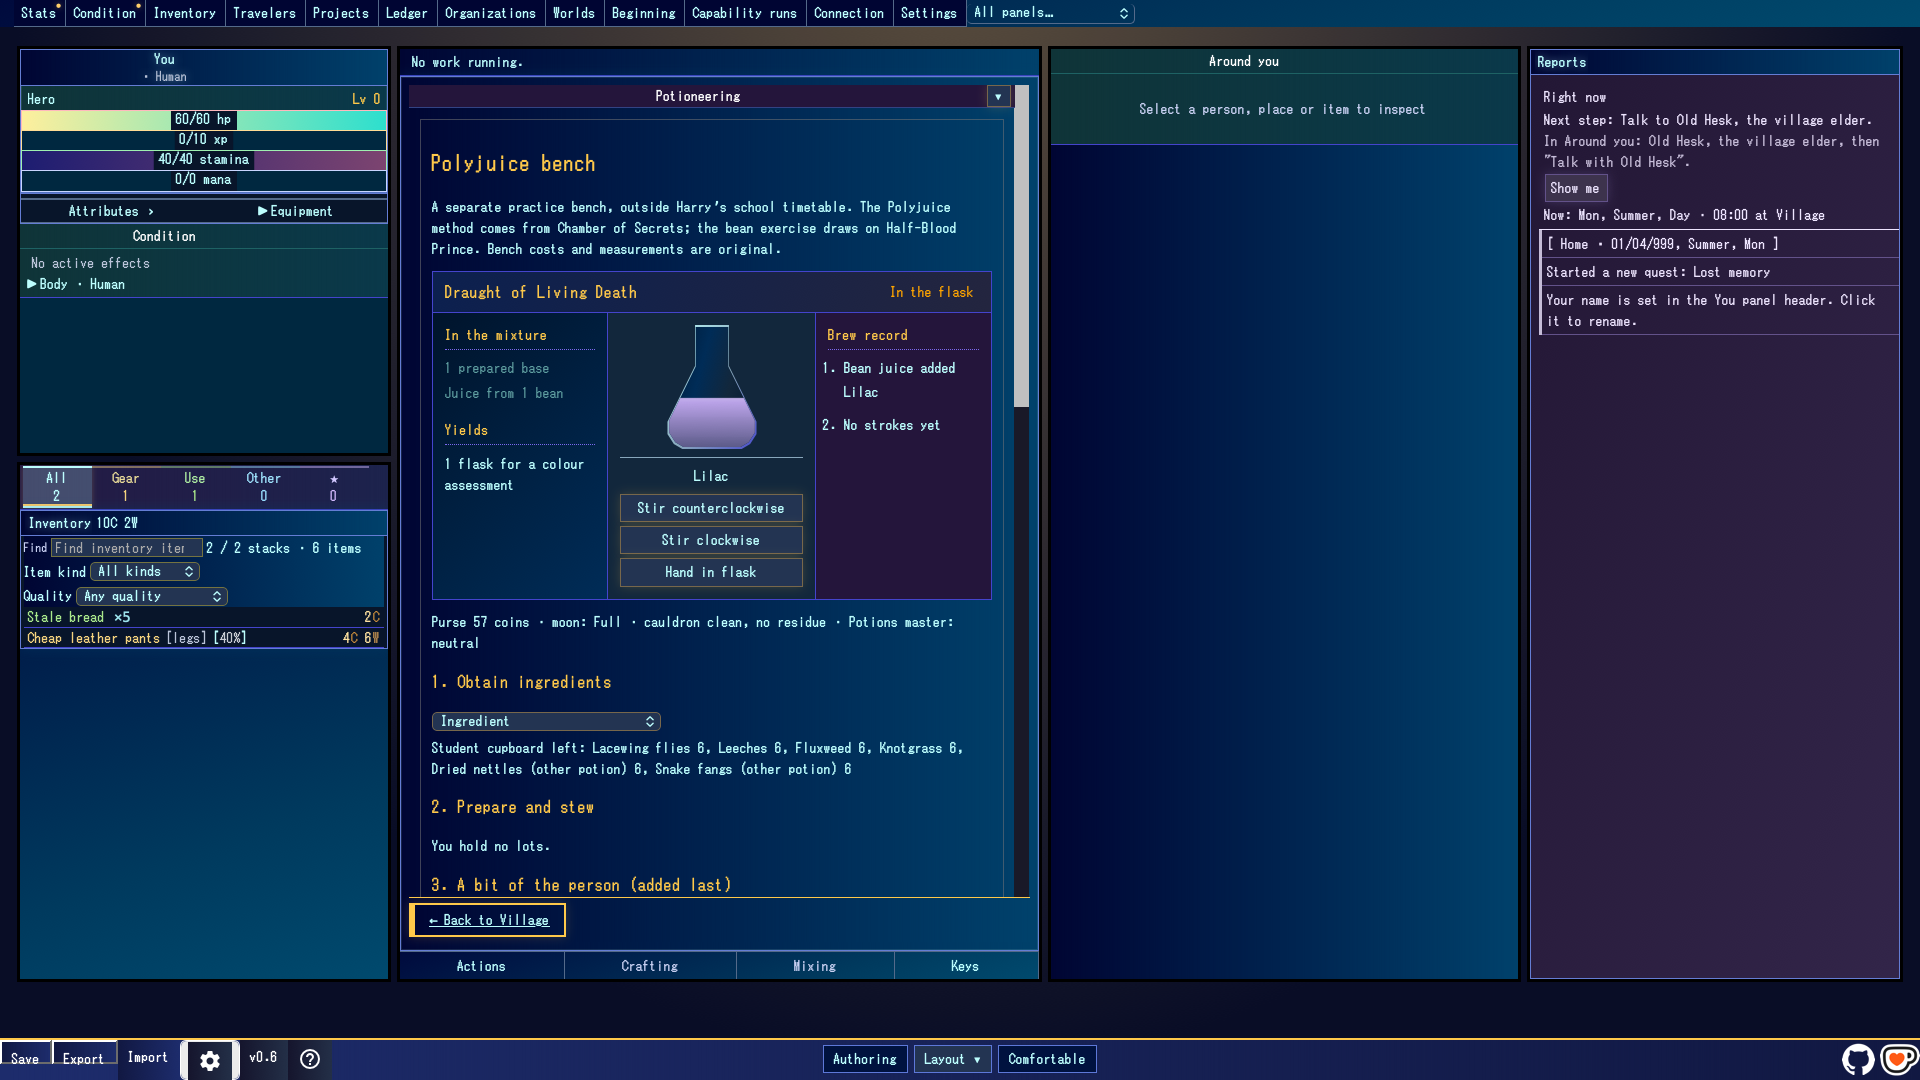 Stats Condition Inventory Travelers Projects Ledger Organizations Worlds Beginning Capability runs Connection Settings All panels…
You
· Human
Hero Lv 0
60/60 hp
0/10 xp
40/40 stamina
0/0 mana
Attributes › ▶Equipment
Condition
No active effects
▶Body · Human
All Gear Use Other ★
2 1 1 0 0
Inventory 10C 2W
Find Find inventory iter 2 / 2 stacks · 6 items
Item kind All kinds
Quality Any quality
Stale bread ×5 2C
Cheap leather pants [legs] [40%] 4C 6W
No work running.
Potioneering ▼
Polyjuice bench
A separate practice bench, outside Harry's school timetable. The Polyjuice
method comes from Chamber of Secrets; the bean exercise draws on Half-Blood
Prince. Bench costs and measurements are original.
Draught of Living Death In the flask
In the mixture
1 prepared base
Juice from 1 bean
Yields
1 flask for a colour
assessment
Lilac
Stir counterclockwise
Stir clockwise
Hand in flask
Brew record
1. Bean juice added
Lilac
2. No strokes yet
Purse 57 coins · moon: Full · cauldron clean, no residue · Potions master:
neutral
1. Obtain ingredients
Ingredient
Student cupboard left: Lacewing flies 6, Leeches 6, Fluxweed 6, Knotgrass 6,
Dried nettles (other potion) 6, Snake fangs (other potion) 6
2. Prepare and stew
You hold no lots.
3. A bit of the person (added last)
← Back to Village
Actions Crafting Mixing Keys
Around you
Select a person, place or item to inspect
Reports
Right now
Next step: Talk to Old Hesk, the village elder.
In Around you: Old Hesk, the village elder, then
"Talk with Old Hesk".
Show me
Now: Mon, Summer, Day · 08:00 at Village
[ Home · 01/04/999, Summer, Mon ]
Started a new quest: Lost memory
Your name is set in the You panel header. Click
it to rename.
Save Export Import v0.6 Authoring Layout ▼ Comfortable